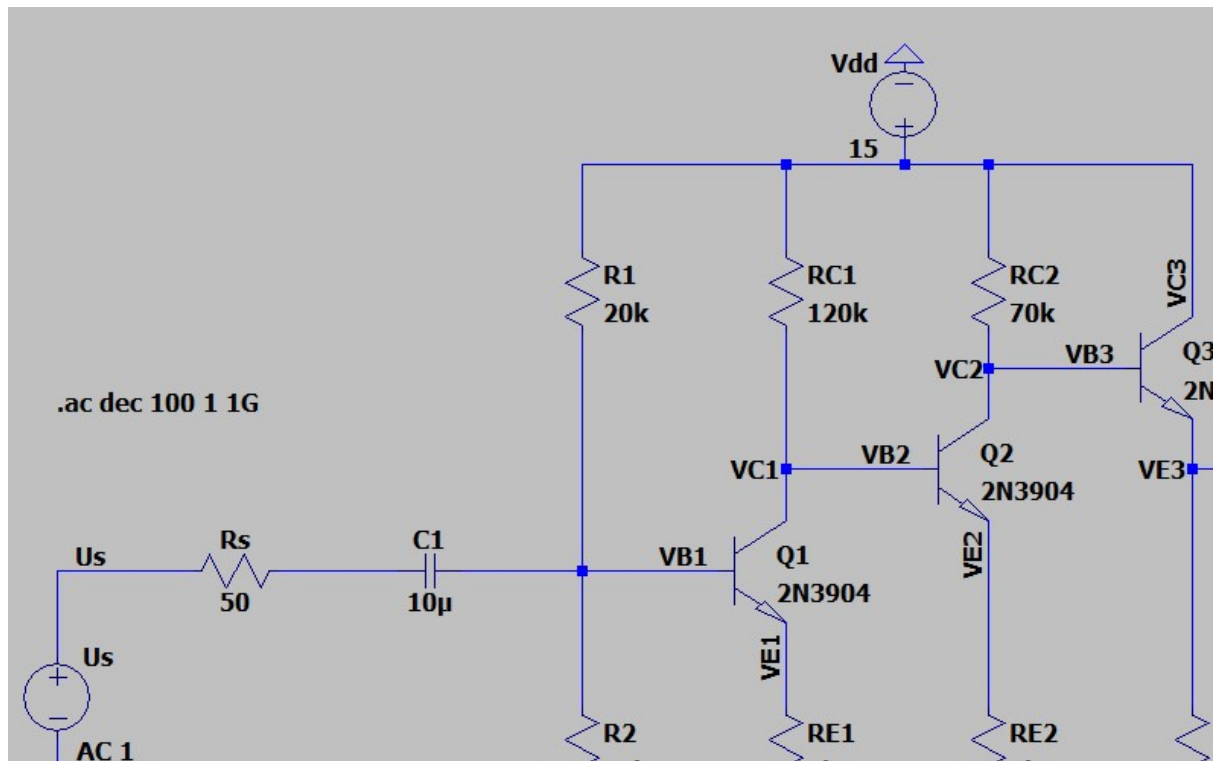 Vdd
15
R1
20k
RC1
120k
RC2
70k
VC3
VC2
VB3
Q3
.ac dec 100 1 1G
VC1
VB2
Q2
2N3904
VE3
Us
Rs
50
C1
10µ
VB1
Q1
2N3904
VE2
VE1
Us
AC 1
R2
RE1
RE2